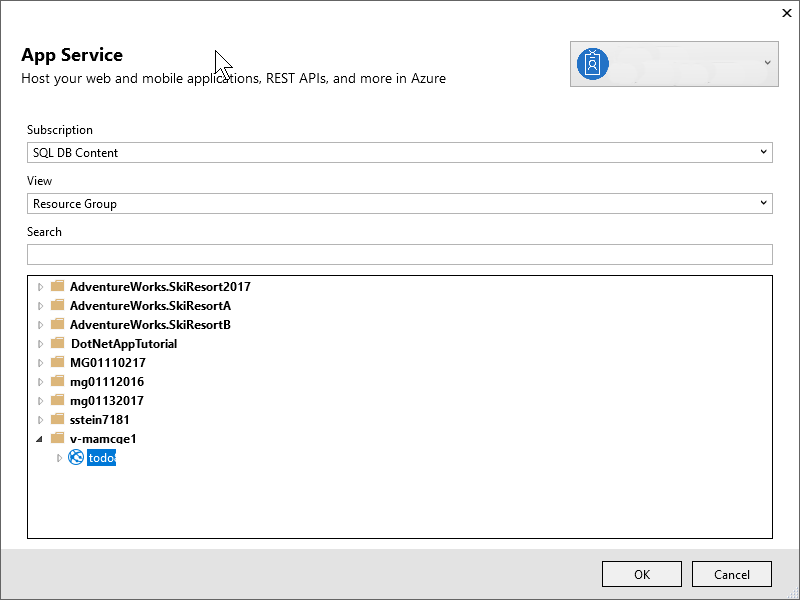 App Service
Host your web and mobile applications, REST APIs, and more in Azure
Subscription
SQL DB Content
View
Resource Group
Search
AdventureWorks.SkiResort2017
AdventureWorks.SkiResortA
AdventureWorks.SkiResortB
DotNetAppTutorial
MG01110217
mg01112016
mg01132017
sstein7181
v-mamcge1
OK Cancel